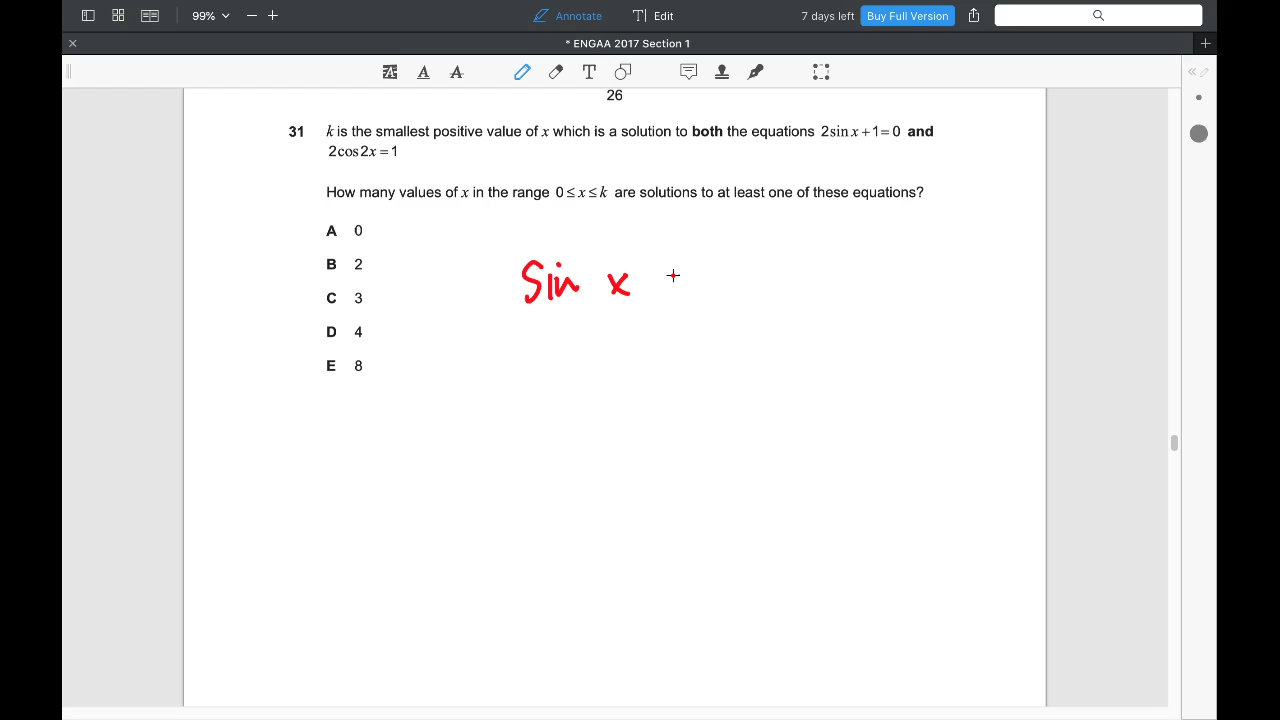 99%
Annotate
Edit
7 days left
Buy Full Version
* ENGAA 2017 Section 1
26
31 k is the smallest positive value of x which is a solution to both the equations 2sin x + 1 = 0 and
2cos 2x = 1
How many values of x in the range 0 ≤ x ≤ k are solutions to at least one of these equations?
A 0
B 2
C 3
D 4
E 8
Sin x